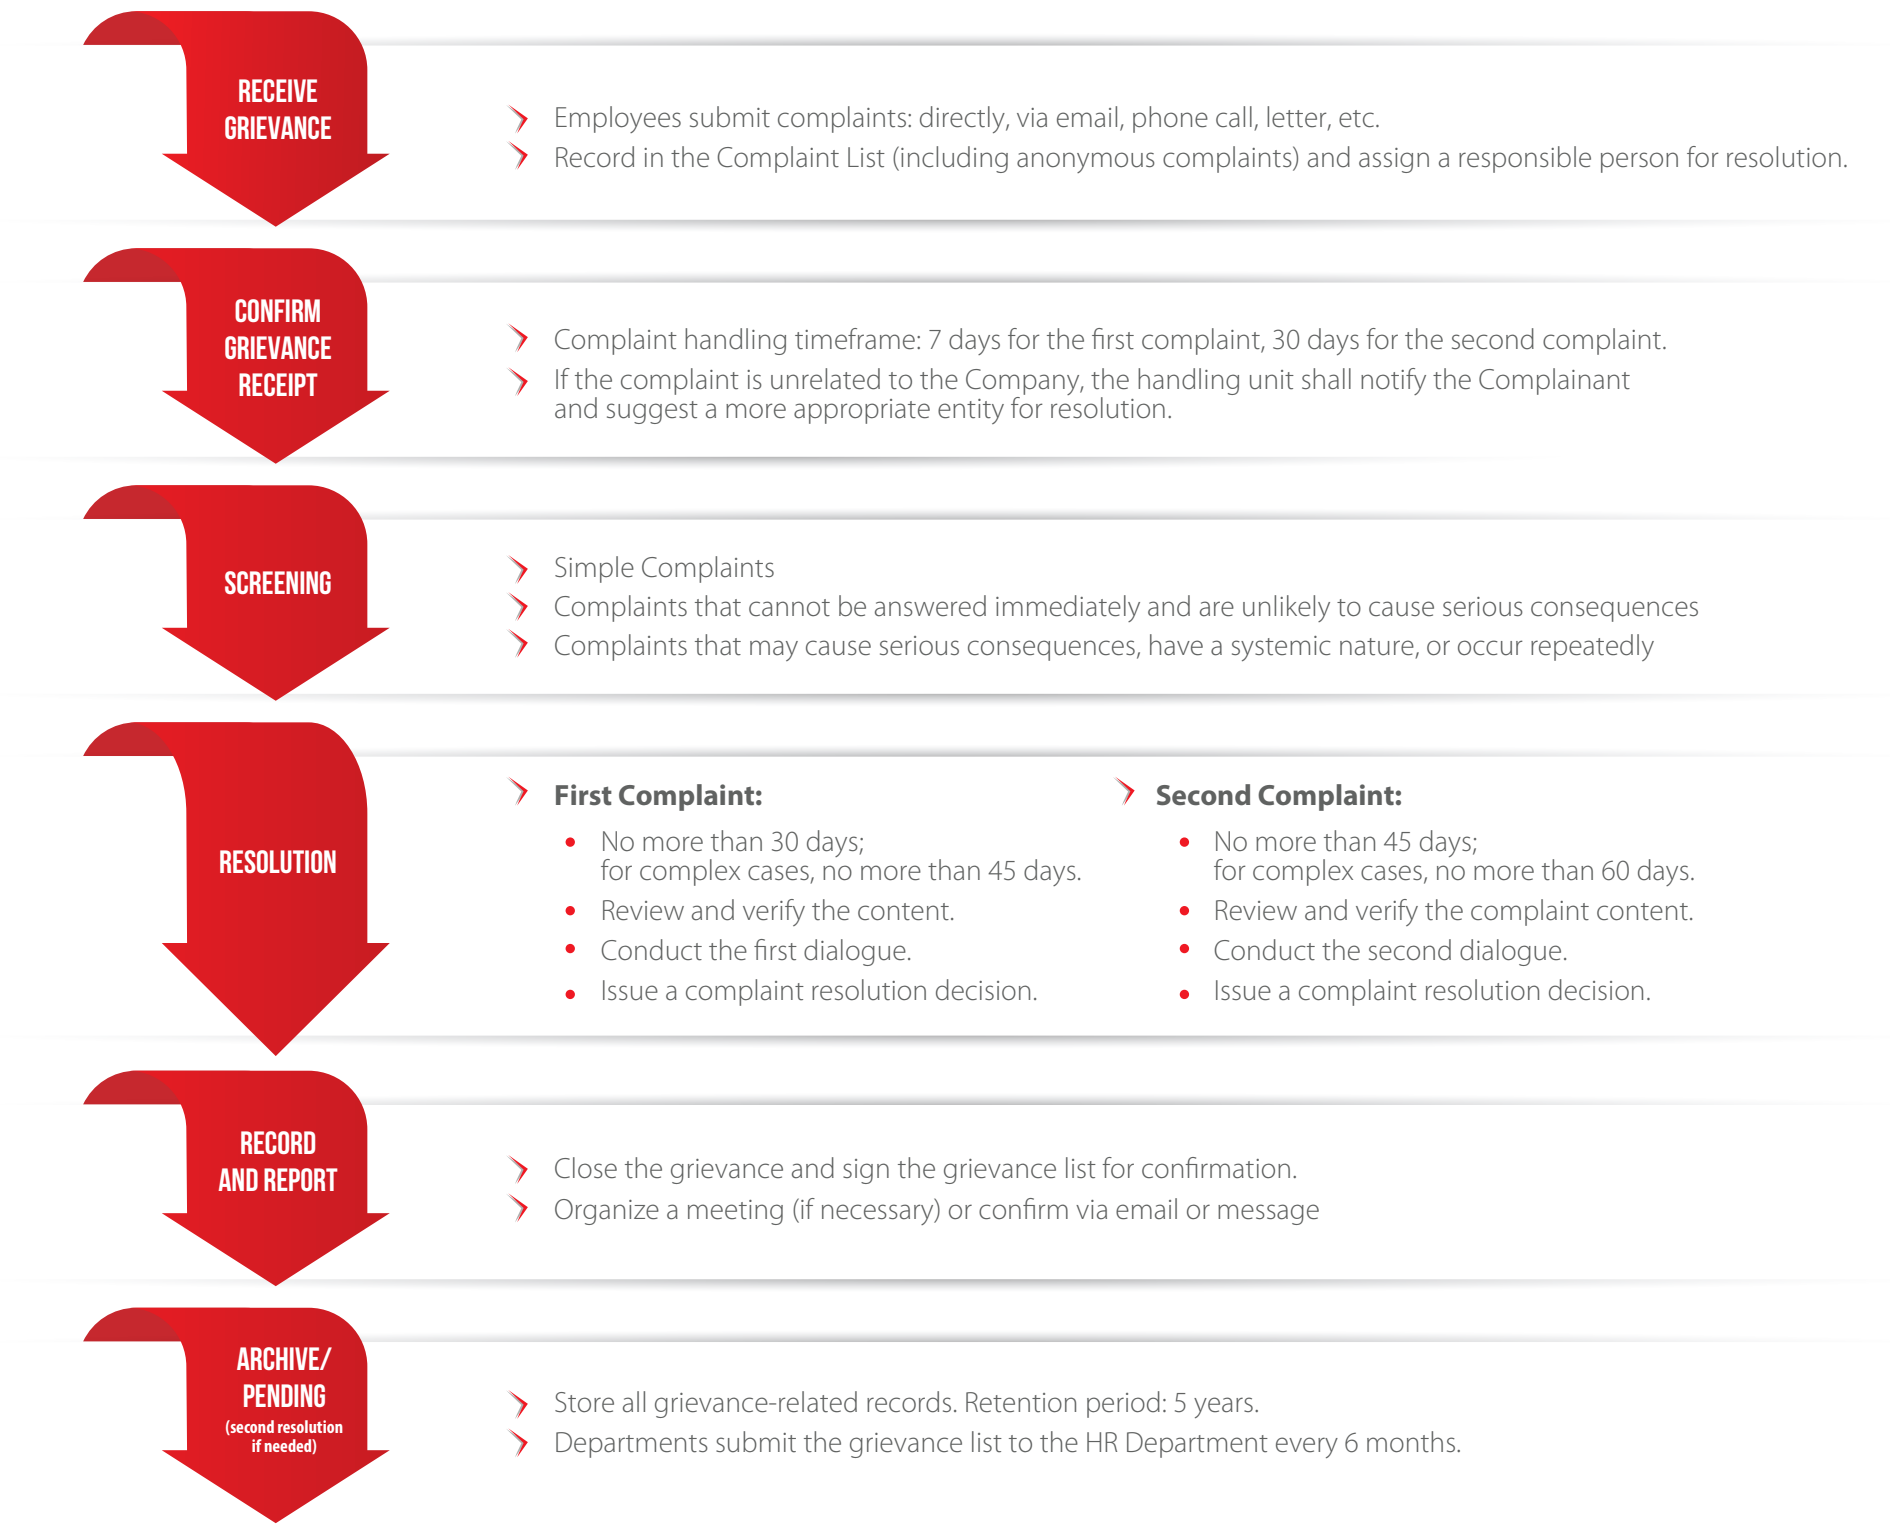 RECEIVE
GRIEVANCE
Employees submit complaints: directly, via email, phone call, letter, etc.
Record in the Complaint List (including anonymous complaints) and assign a responsible person for resolution.
CONFIRM
GRIEVANCE
RECEIPT
Complaint handling timeframe: 7 days for the first complaint, 30 days for the second complaint.
If the complaint is unrelated to the Company, the handling unit shall notify the Complainant
and suggest a more appropriate entity for resolution.
SCREENING
Simple Complaints
Complaints that cannot be answered immediately and are unlikely to cause serious consequences
Complaints that may cause serious consequences, have a systemic nature, or occur repeatedly
RESOLUTION
First Complaint:
• No more than 30 days;
for complex cases, no more than 45 days.
• Review and verify the content.
• Conduct the first dialogue.
• Issue a complaint resolution decision.
Second Complaint:
• No more than 45 days;
for complex cases, no more than 60 days.
• Review and verify the complaint content.
• Conduct the second dialogue.
• Issue a complaint resolution decision.
RECORD
AND REPORT
Close the grievance and sign the grievance list for confirmation.
Organize a meeting (if necessary) or confirm via email or message
ARCHIVE/
PENDING
(second resolution
if needed)
Store all grievance-related records. Retention period: 5 years.
Departments submit the grievance list to the HR Department every 6 months.